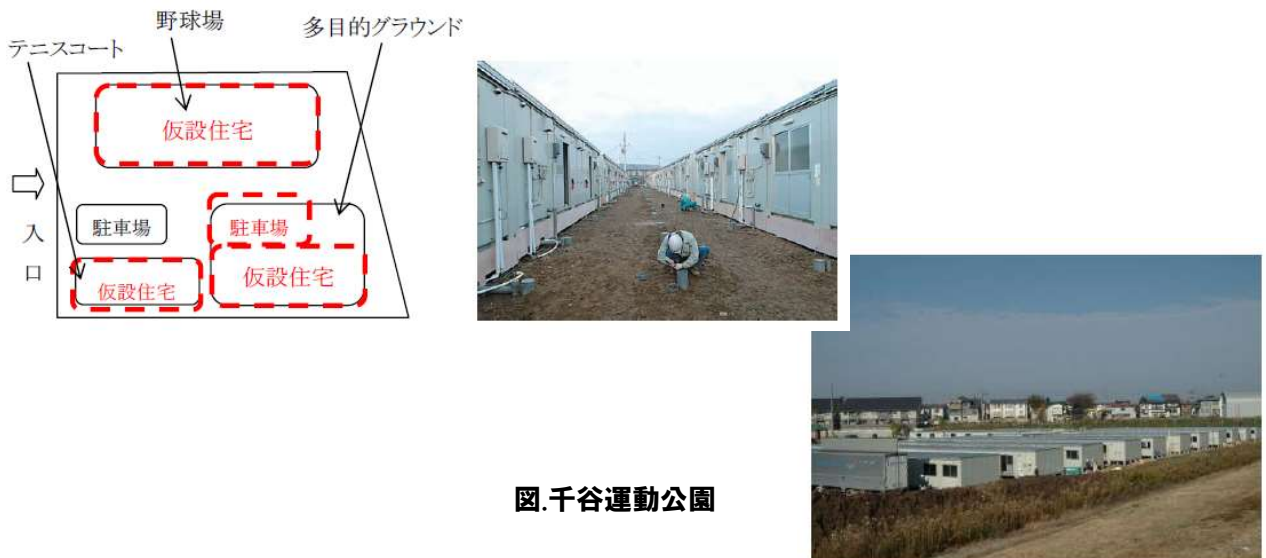 野球場
多目的グラウンド
テニスコート
仮設住宅
入口
駐車場
駐車場
仮設住宅
仮設住宅
図.千谷運動公園